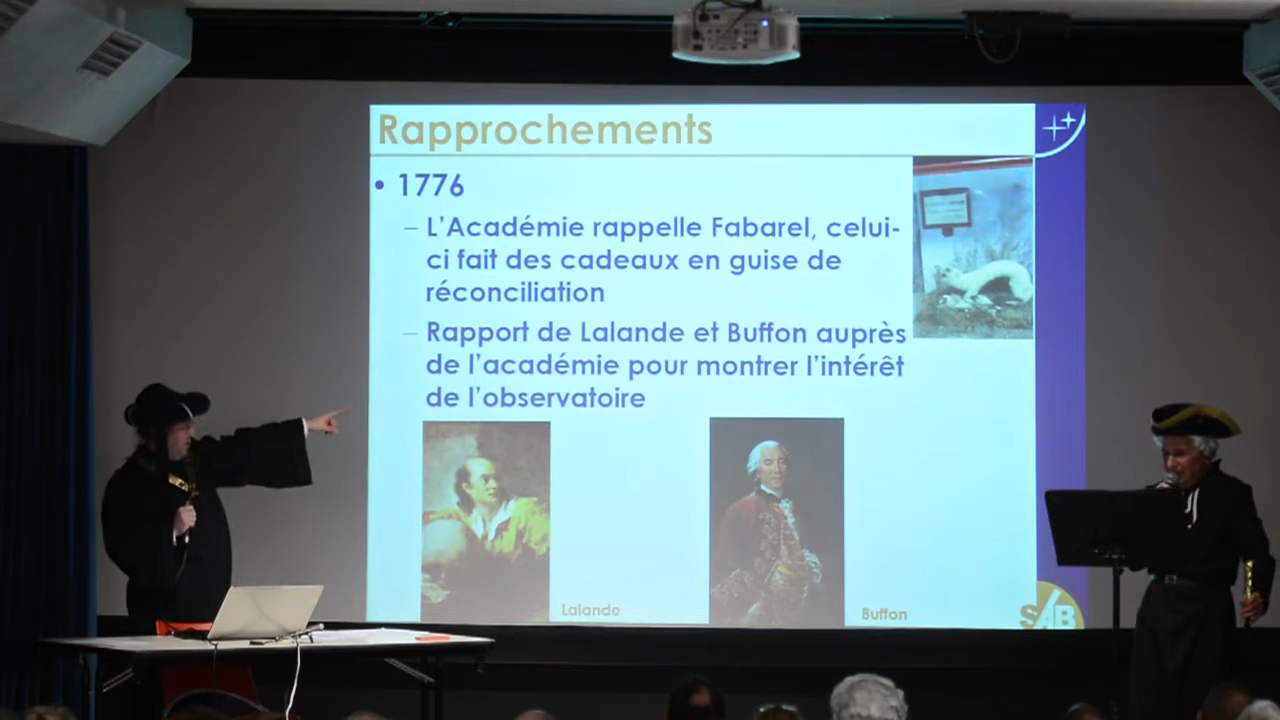 Rapprochements
• 1776
– L'Académie rappelle Fabarel, celui-
ci fait des cadeaux en guise de
réconciliation
– Rapport de Lalande et Buffon auprès
de l'académie pour montrer l'intérêt
de l'observatoire
Lalande
Buffon
SAB